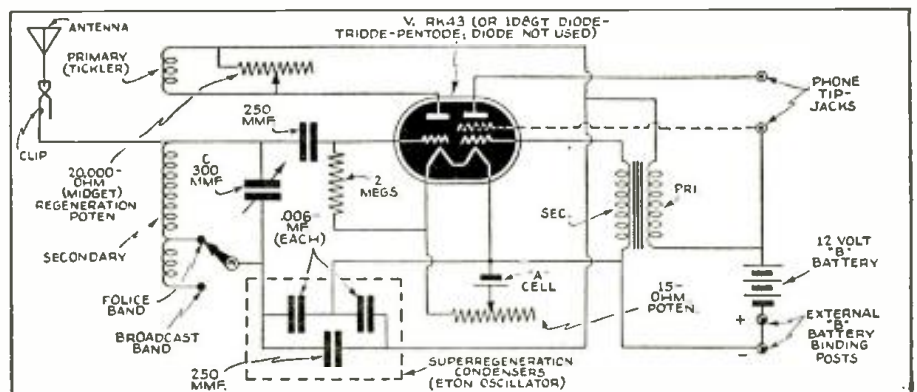 ANTENNA
PRIMARY
(TICKLER)
CLIP
20,000-
OHM
(MIDGET)
REGENERATION
POTEN
SECONDARY
POLICE
BAND
BROADCAST
BAND
250
MMF.
C
300
MMF.
2
MEGS
.006
MF.
(EACH)
250
MMF.
SUPERREGENERATION
CONDENSERS
(ETON OSCILLATOR)
V. RK43 (OR 1D8GT DIODE-
TRIODE-PENTODE; DIODE NOT USED)
"A"
CELL
15-
OHM
POTEN.
SEC.
PRI
PHONE
TIP-
JACKS
12 VOLT
"B"
BATTERY
+
-
EXTERNAL
"B"
BATTERY
BINDING
POSTS